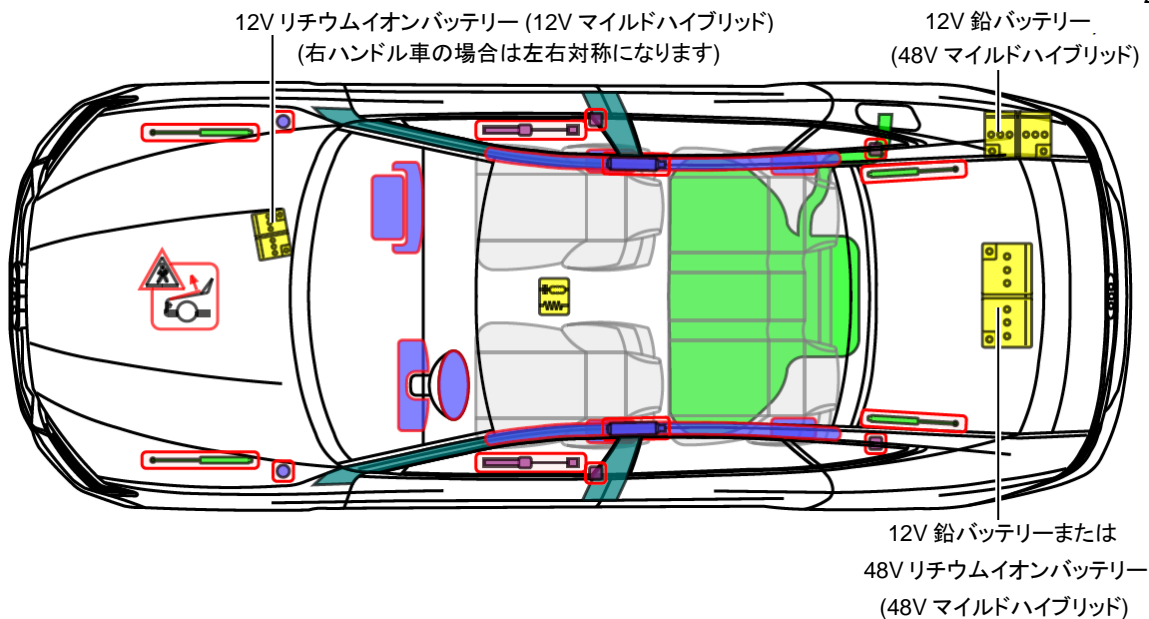 12V リチウムイオンバッテリー (12V マイルドハイブリッド)
(右ハンドル車の場合は左右対称になります)
12V 鉛バッテリー
(48V マイルドハイブリッド)
12V 鉛バッテリーまたは
48V リチウムイオンバッテリー
(48V マイルドハイブリッド)